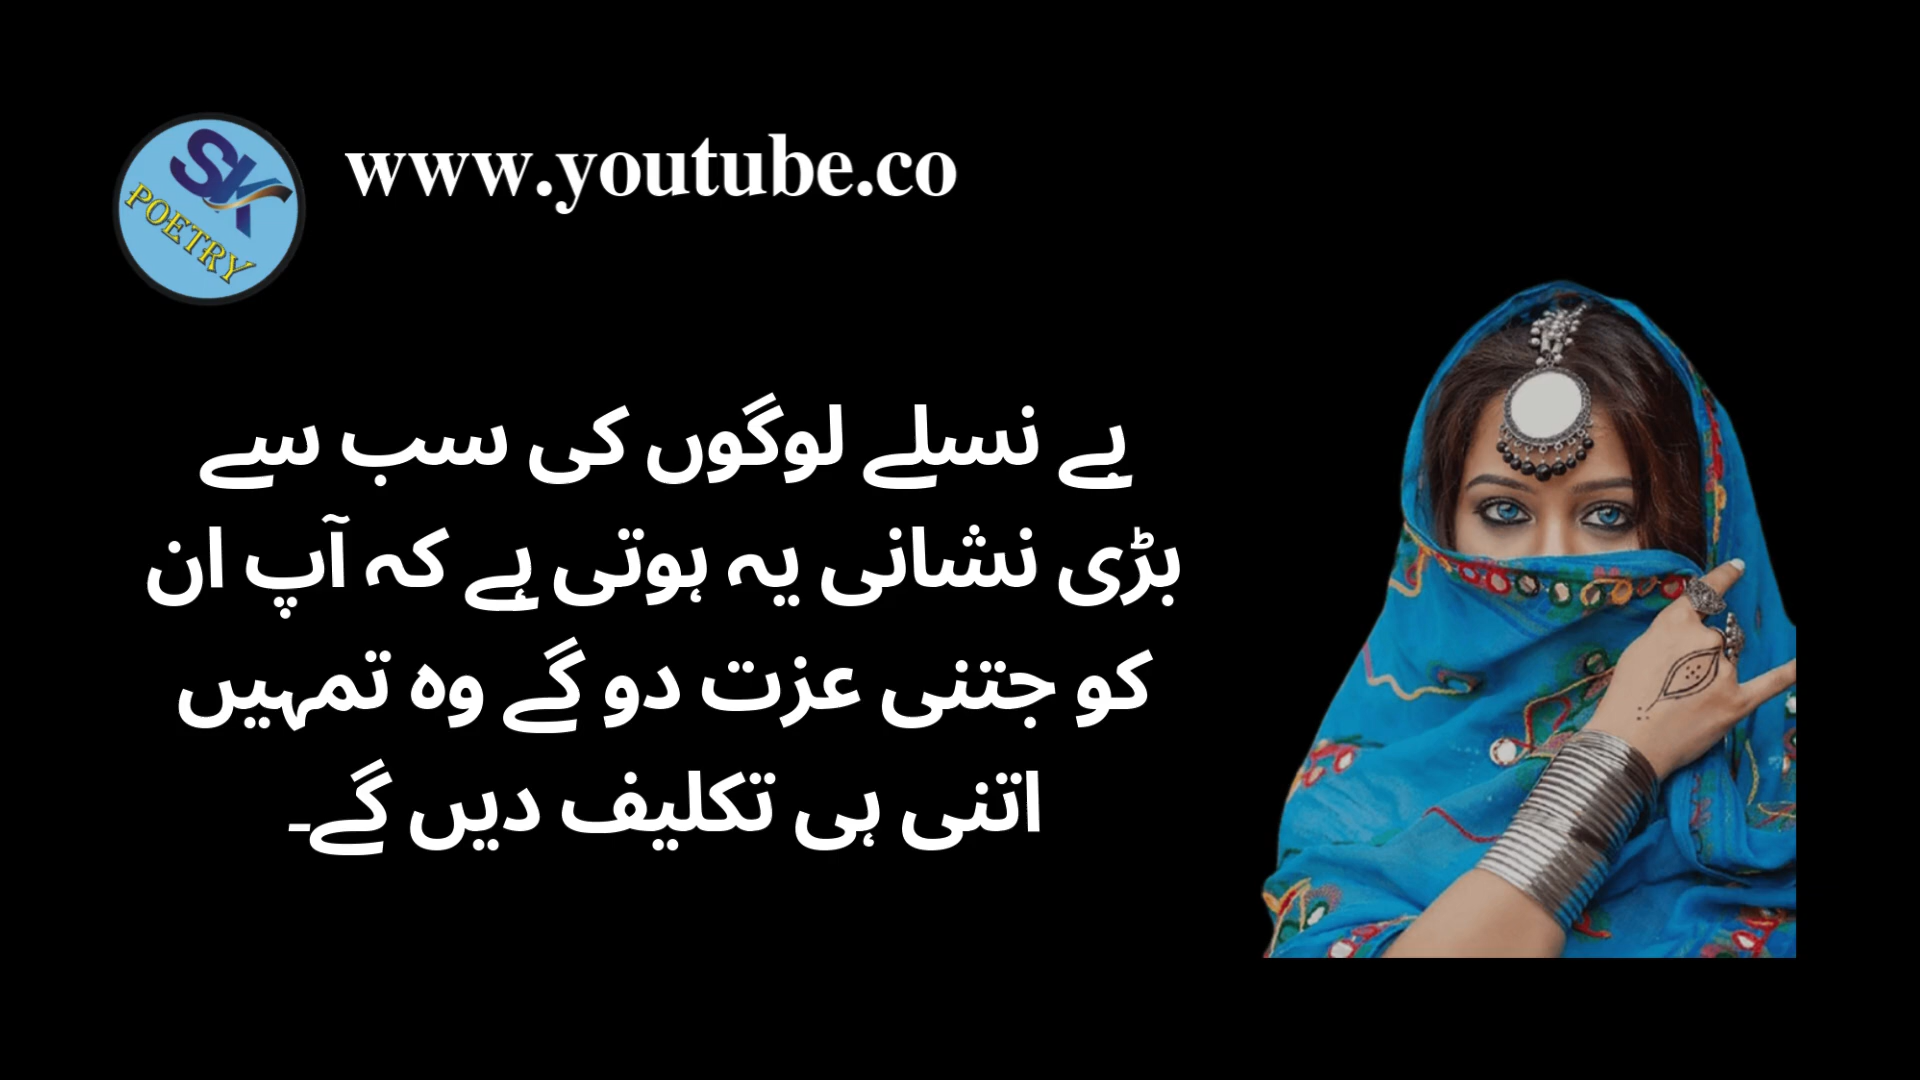 SK
POETRY
www.youtube.co
بے نسلے لوگوں کی سب سے
بڑی نشانی یہ ہوتی ہے کہ آپ ان
کو جتنی عزت دو گے وہ تمہیں
اتنی ہی تکلیف دیں گے۔